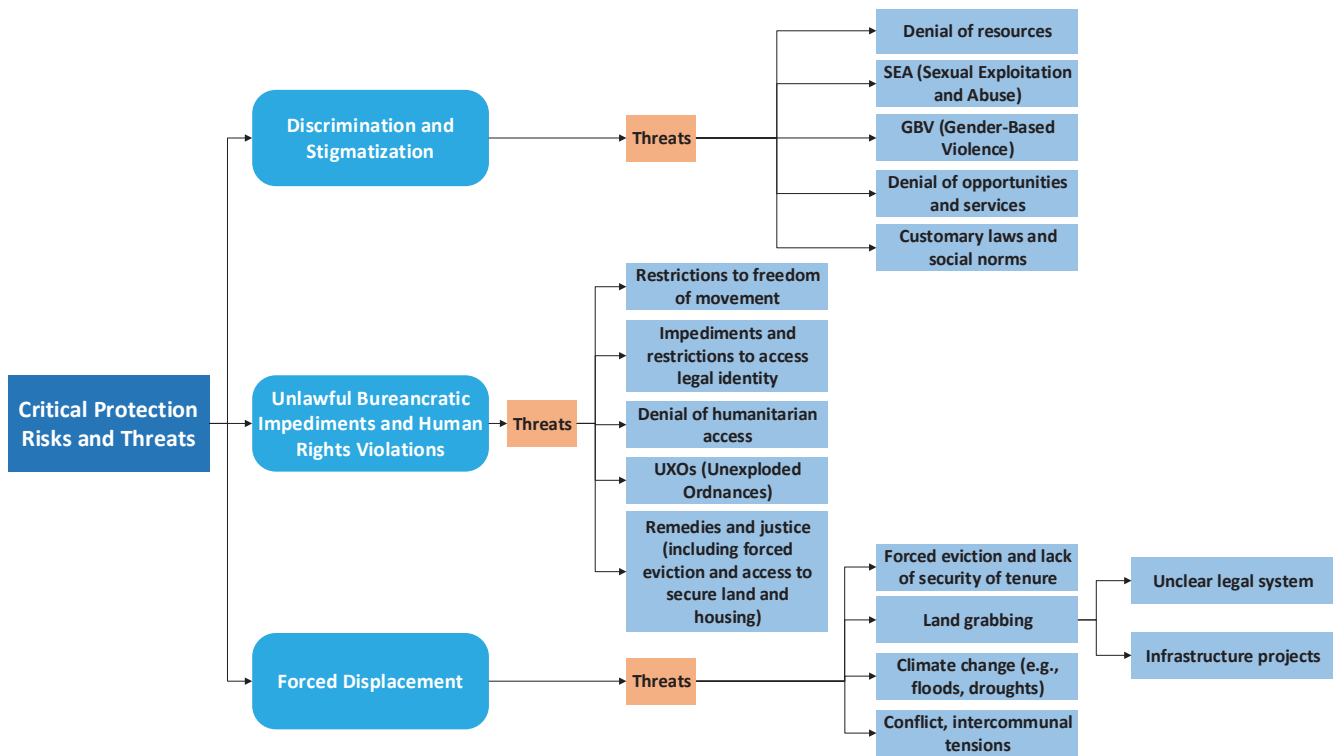 Critical Protection
Risks and Threats
Discrimination and
Stigmatization
Threats
Denial of resources
SEA (Sexual Exploitation
and Abuse)
GBV (Gender-Based
Violence)
Denial of opportunities
and services
Customary laws and
social norms
Unlawful Bureancratic
Impediments and Human
Rights Violations
Threats
Restrictions to freedom
of movement
Impediments and
restrictions to access
legal identity
Denial of humanitarian
access
UXOs (Unexploded
Ordnances)
Remedies and justice
(including forced
eviction and access to
secure land and
housing)
Forced Displacement
Threats
Forced eviction and lack
of security of tenure
Land grabbing
Unclear legal system
Infrastructure projects
Climate change (e.g.,
floods, droughts)
Conflict, intercommunal
tensions